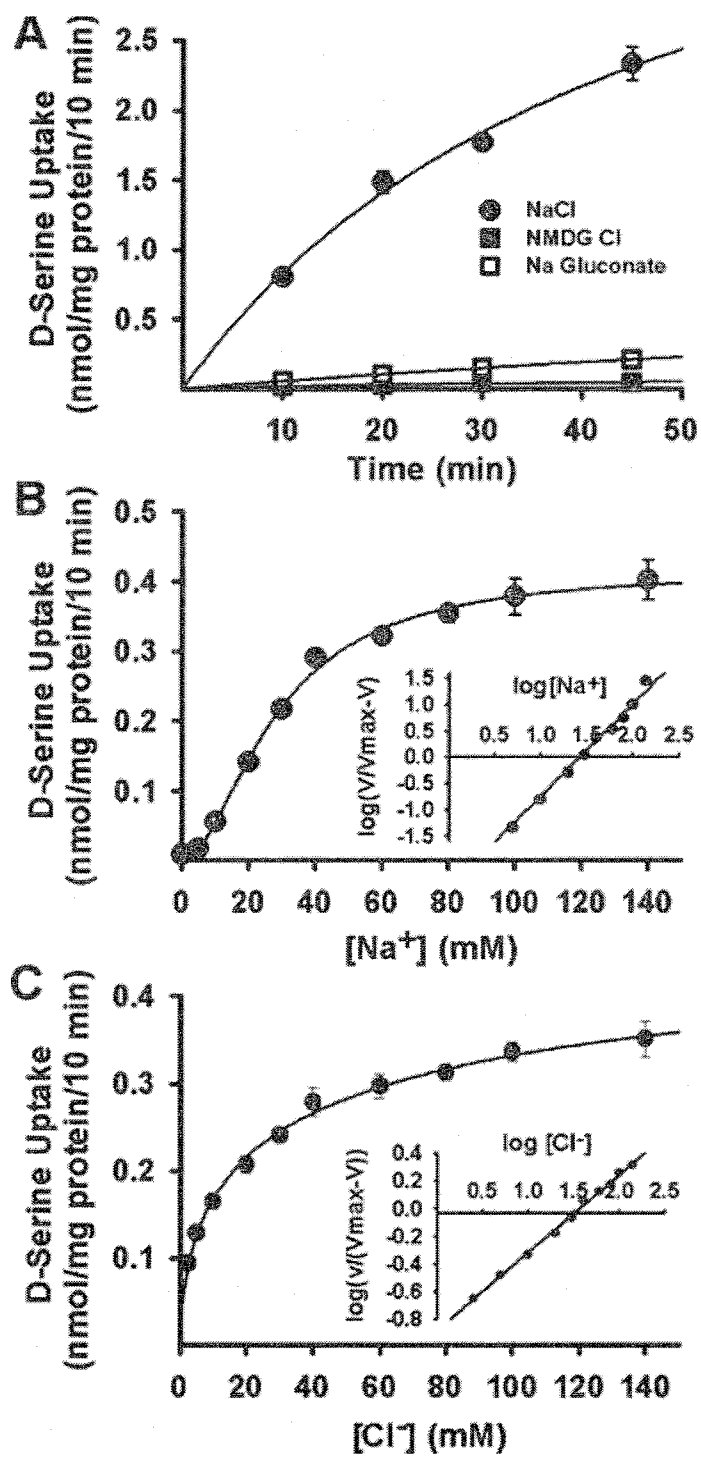 A
D-Serine Uptake
(nmol/mg protein/10 min)
2.5
2.0
1.5
1.0
0.5
NaCl
NMDG Cl
Na Gluconate
10 20 30 40 50
Time (min)
B
D-Serine Uptake
(nmol/mg protein/10 min)
0.5
0.4
0.3
0.2
0.1
0 20 40 60 80 100 120 140
[Na+] (mM)
log(V/Vmax-V)
log[Na+]
1.5
1.0
0.5
0.0
-0.5
-1.0
-1.5
0.5 1.0 1.5 2.0 2.5
C
D-Serine Uptake
(nmol/mg protein/10 min)
0.4
0.3
0.2
0.1
0 20 40 60 80 100 120 140
[Cl-] (mM)
log(v/(Vmax-V))
log [Cl-]
0.4
0.2
0.0
-0.2
-0.4
-0.6
-0.8
0.5 1.0 1.5 2.0 2.5